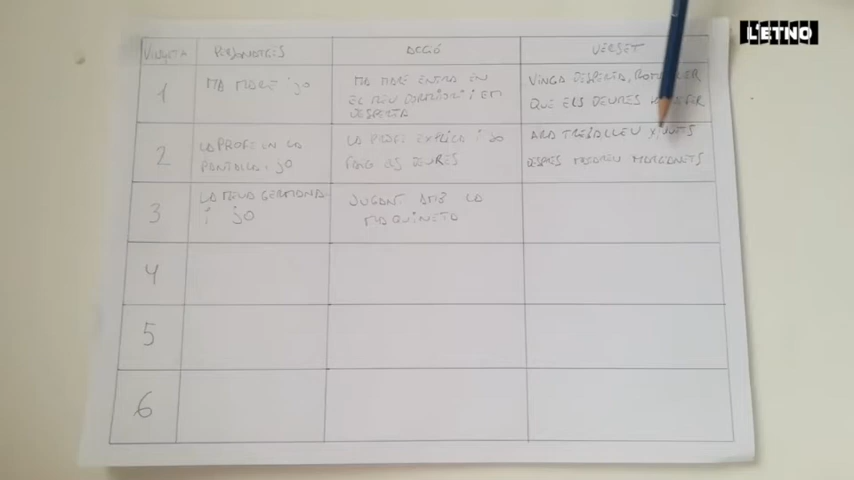 L'ETNO
VINYETA PERSONATGES ACCIÓ VERSET
1 MA MARE i jo
MA MARE ENTRA EN
EL MEU DORMITORI I EM
DESPERTA
VINGA DESPERTA,
QUE ELS DEURES
2 LA PROFE EN LA
PANTALLA i JO
LA PROFE EXPLICA I JO
FAIG ELS DEURES
ARA TREBALLEU
DESPRÉS
3 LA MEUA GERMANA
i jo
JUGANT AMB LA
MAQUINETA
4
5
6